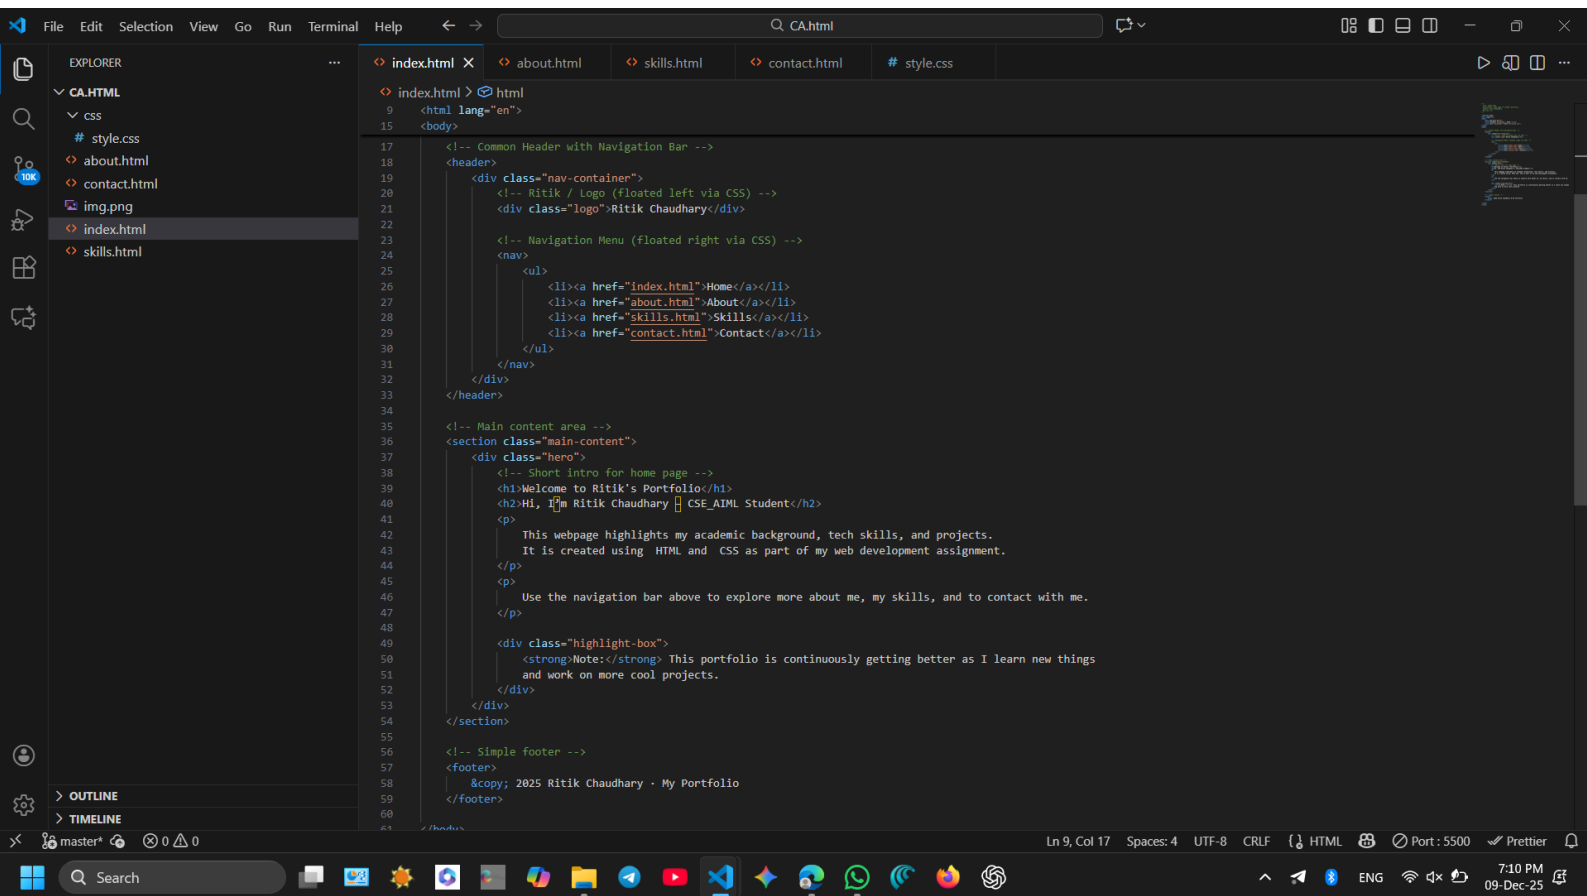 File Edit Selection View Go Run Terminal Help
CA.html
EXPLORER
CA.HTML
css
# style.css
about.html
contact.html
img.png
index.html
skills.html
OUTLINE
TIMELINE
10K
index.html
about.html
skills.html
contact.html
# style.css
index.html > html
9 <html lang="en">
15 <body>
17 <!-- Common Header with Navigation Bar -->
18 <header>
19 <div class="nav-container">
20 <!-- Ritik / Logo (floated left via CSS) -->
21 <div class="logo">Ritik Chaudhary</div>
22
23 <!-- Navigation Menu (floated right via CSS) -->
24 <nav>
25 <ul>
26 <li><a href="index.html">Home</a></li>
27 <li><a href="about.html">About</a></li>
28 <li><a href="skills.html">Skills</a></li>
29 <li><a href="contact.html">Contact</a></li>
30 </ul>
31 </nav>
32 </div>
33 </header>
34
35 <!-- Main content area -->
36 <section class="main-content">
37 <div class="hero">
38 <!-- Short intro for home page -->
39 <h1>Welcome to Ritik's Portfolio</h1>
40 <h2>Hi, I’m Ritik Chaudhary – CSE_AIML Student</h2>
41 <p>
42 This webpage highlights my academic background, tech skills, and projects.
43 It is created using  HTML and  CSS as part of my web development assignment.
44 </p>
45 <p>
46 Use the navigation bar above to explore more about me, my skills, and to contact with me.
47 </p>
48
49 <div class="highlight-box">
50 <strong>Note:</strong> This portfolio is continuously getting better as I learn new things
51 and work on more cool projects.
52 </div>
53 </div>
54 </section>
55
56 <!-- Simple footer -->
57 <footer>
58 &copy; 2025 Ritik Chaudhary · My Portfolio
59 </footer>
60
61 </body>
master* 0 0
Ln 9, Col 17 Spaces: 4 UTF-8 CRLF HTML Port : 5500 Prettier
Search
ENG
7:10 PM
09-Dec-25